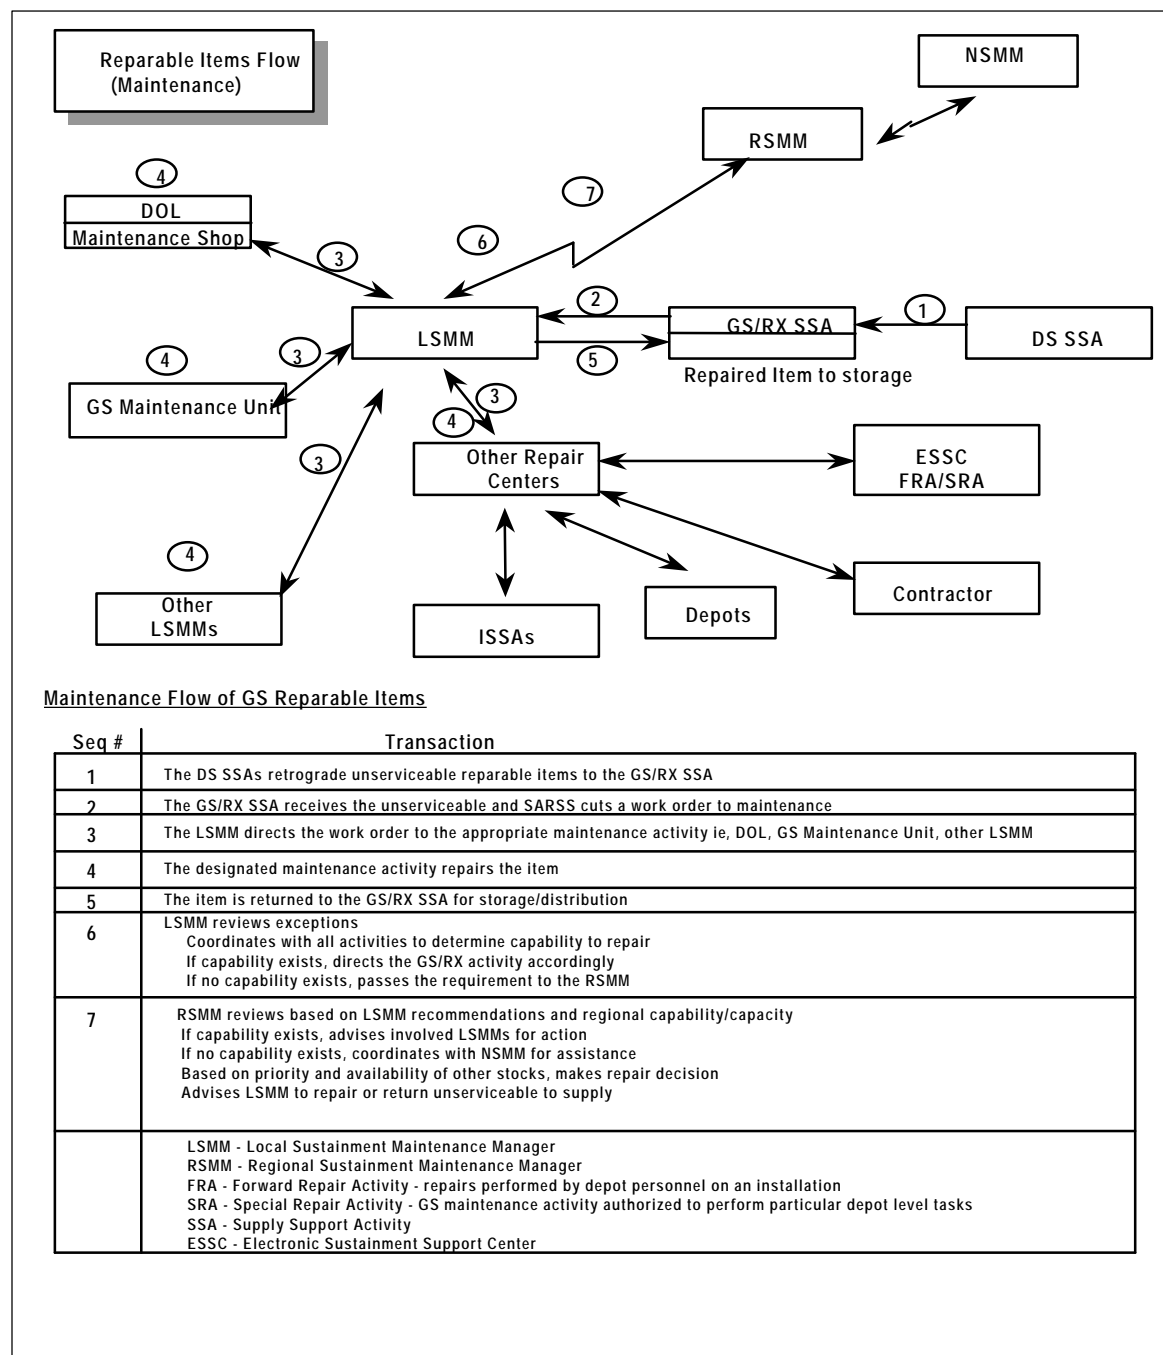 Reparable Items Flow
(Maintenance)
NSMM
RSMM
4
7
DOL
Maintenance Shop
6
3
2
1
LSMM
GS/RX SSA
DS SSA
5
Repaired Item to storage
4
3
GS Maintenance Unit
3
4
Other Repair
Centers
ESSC
FRA/SRA
3
4
Other
LSMMs
ISSAs
Depots
Contractor
Maintenance Flow of GS Reparable Items
Seq # Transaction
1 The DS SSAs retrograde unserviceable reparable items to the GS/RX SSA
2 The GS/RX SSA receives the unserviceable and SARSS cuts a work order to maintenance
3 The LSMM directs the work order to the appropriate maintenance activity ie, DOL, GS Maintenance Unit, other LSMM
4 The designated maintenance activity repairs the item
5 The item is returned to the GS/RX SSA for storage/distribution
6 LSMM reviews exceptions
Coordinates with all activities to determine capability to repair
If capability exists, directs the GS/RX activity accordingly
If no capability exists, passes the requirement to the RSMM
7 RSMM reviews based on LSMM recommendations and regional capability/capacity
If capability exists, advises involved LSMMs for action
If no capability exists, coordinates with NSMM for assistance
Based on priority and availability of other stocks, makes repair decision
Advises LSMM to repair or return unserviceable to supply
LSMM - Local Sustainment Maintenance Manager
RSMM - Regional Sustainment Maintenance Manager
FRA - Forward Repair Activity - repairs performed by depot personnel on an installation
SRA - Special Repair Activity - GS maintenance activity authorized to perform particular depot level tasks
SSA - Supply Support Activity
ESSC - Electronic Sustainment Support Center